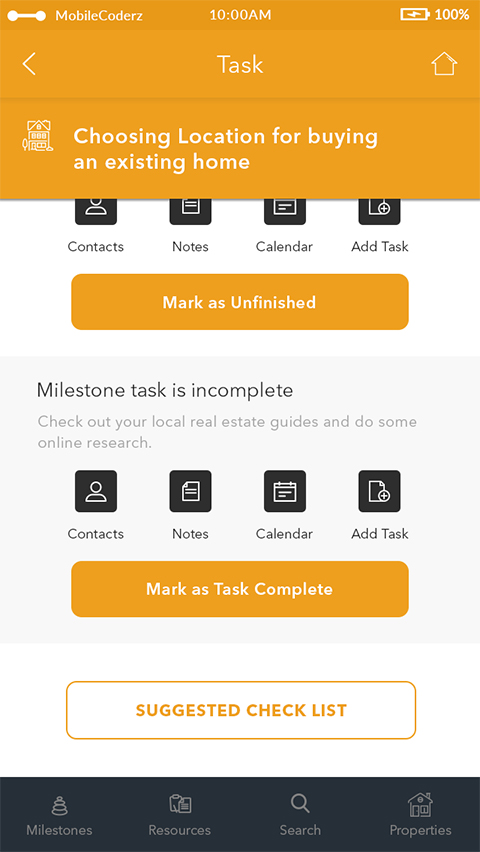 MobileCoderz 10:00AM 100%
Task
Choosing Location for buying
an existing home
Contacts Notes Calendar Add Task
Mark as Unfinished
Milestone task is incomplete
Check out your local real estate guides and do some
online research.
Contacts Notes Calendar Add Task
Mark as Task Complete
SUGGESTED CHECK LIST
Milestones Resources Search Properties